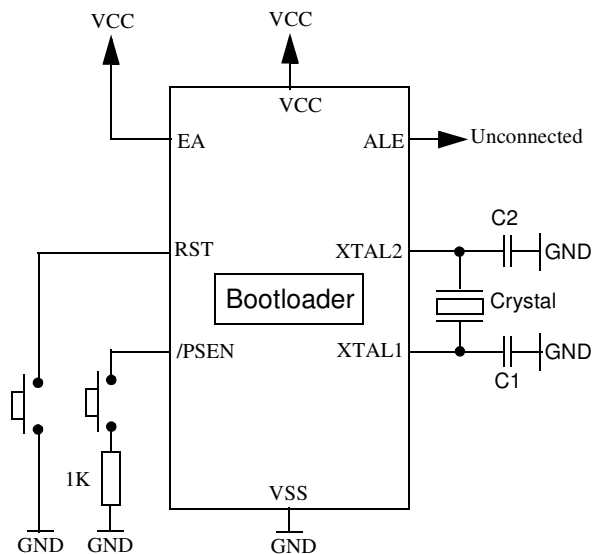 VCC
VCC
VCC
EA
ALE
Unconnected
C2
RST
XTAL2
GND
Bootloader
Crystal
/PSEN
XTAL1
GND
C1
1K
VSS
GND
GND
GND